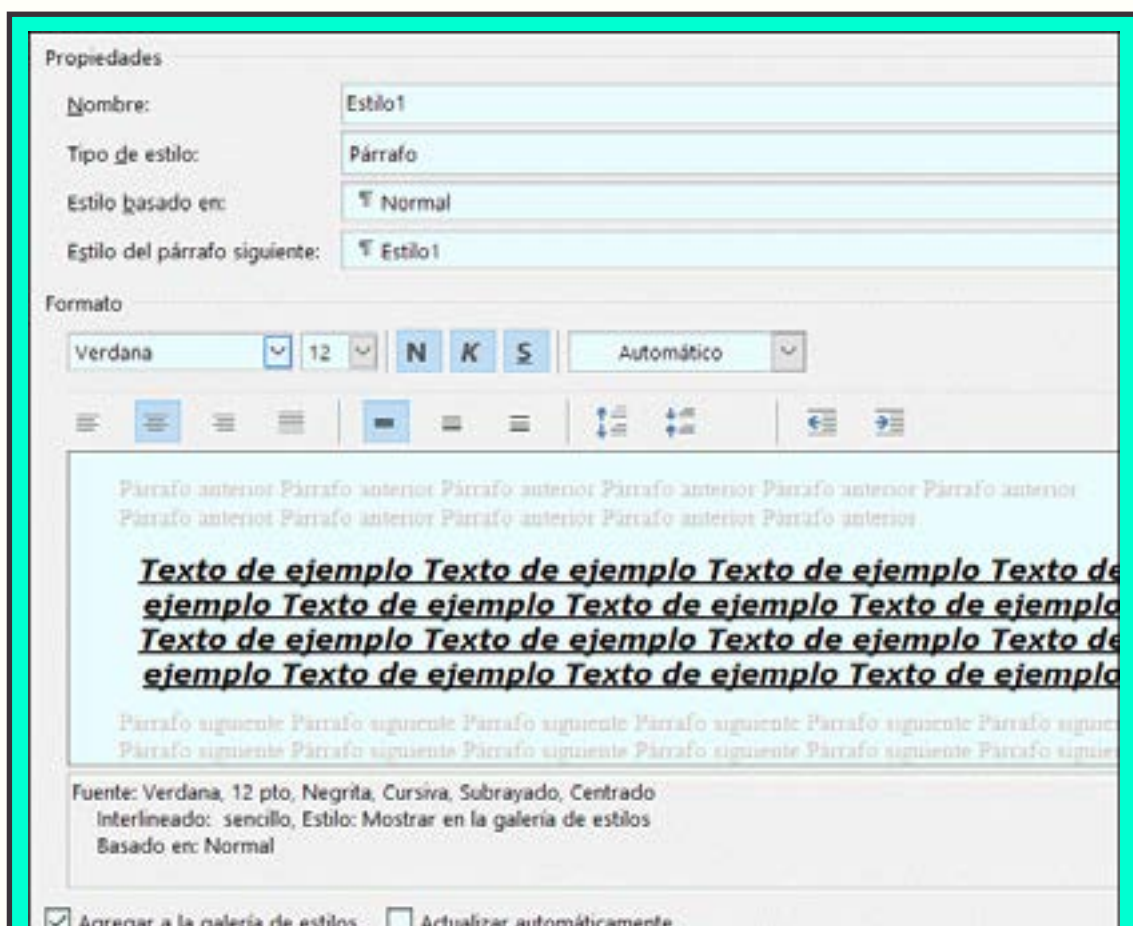 Propiedades
Nombre: Estilo1
Tipo de estilo: Párrafo
Estilo basado en: ¶ Normal
Estilo del párrafo siguiente: ¶ Estilo1
Formato
Verdana 12 N K S Automático
Párrafo anterior Párrafo anterior Párrafo anterior Párrafo anterior Párrafo anterior Párrafo anterior
Párrafo anterior Párrafo anterior Párrafo anterior Párrafo anterior Párrafo anterior
Texto de ejemplo Texto de ejemplo Texto de ejemplo Texto de
ejemplo Texto de ejemplo Texto de ejemplo Texto de ejemplo
Texto de ejemplo Texto de ejemplo Texto de ejemplo Texto de
ejemplo Texto de ejemplo Texto de ejemplo Texto de ejemplo
Párrafo siguiente Párrafo siguiente Párrafo siguiente Párrafo siguiente Párrafo siguiente Párrafo
Párrafo siguiente Párrafo siguiente Párrafo siguiente Párrafo siguiente Párrafo siguiente Párrafo
Fuente: Verdana, 12 pto, Negrita, Cursiva, Subrayado, Centrado
Interlineado: sencillo, Estilo: Mostrar en la galería de estilos
Basado en: Normal
Agregar a la galería de estilos Actualizar automáticamente